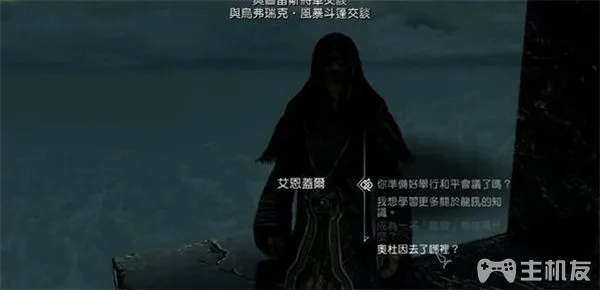 與烏弗瑞克·風暴斗篷交談
艾恩蓋爾
你準備好舉行和平會議了嗎？
我想學習更多關於龍吼的知
識。
奧杜因去了哪裡？
主机友